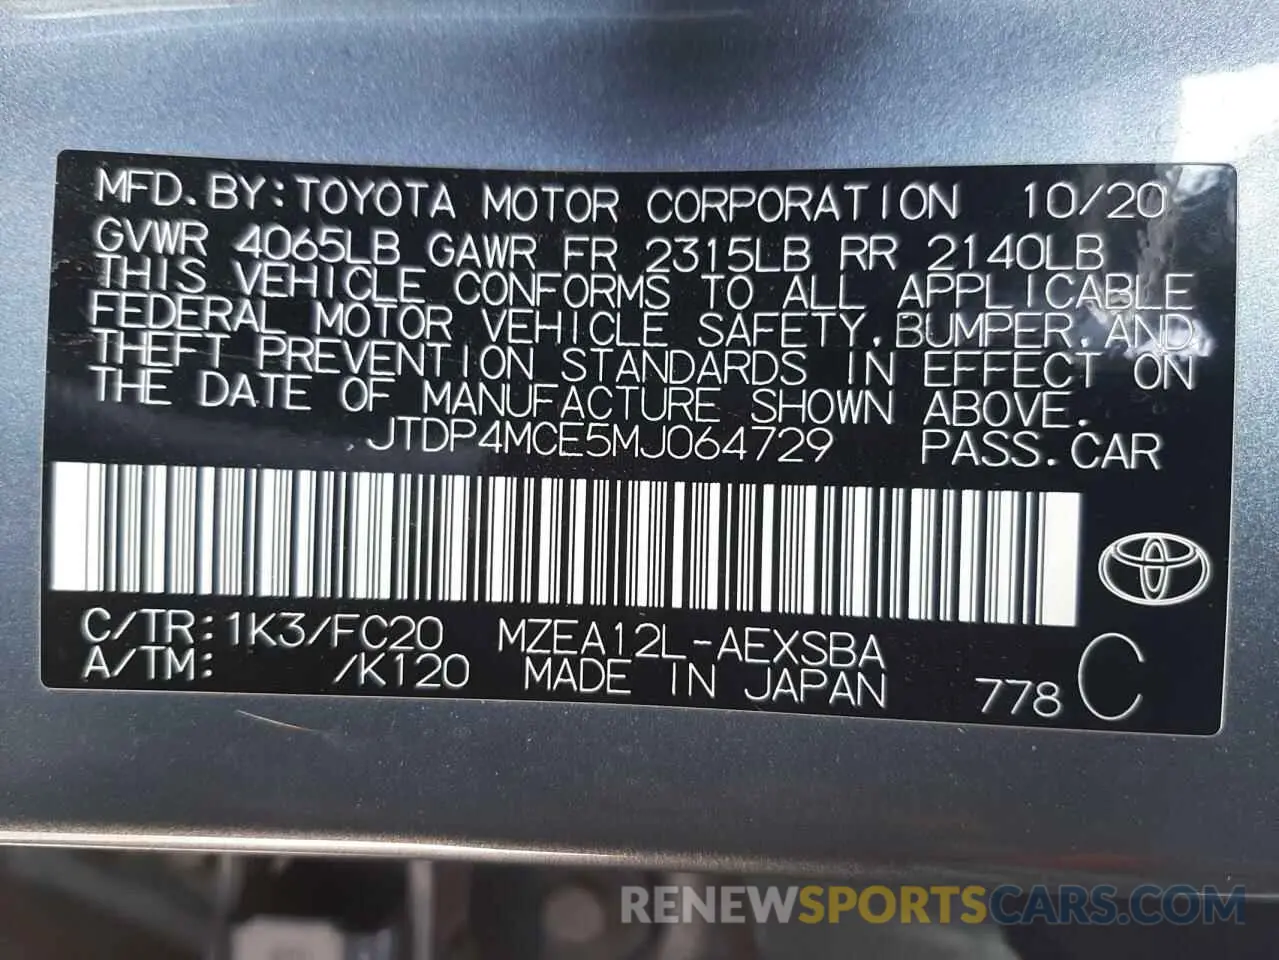 MFD. BY: TOYOTA MOTOR CORPORATION 10/20
GVWR 4065LB GAWR FR 2315LB RR 2140LB
THIS VEHICLE CONFORMS TO ALL APPLICABLE
FEDERAL MOTOR VEHICLE SAFETY, BUMPER, AND
THEFT PREVENTION STANDARDS IN EFFECT ON
THE DATE OF MANUFACTURE SHOWN ABOVE.
JTDP4MCE5MJ064729 PASS. CAR
C/TR: 1K3/FC20 MZEA12L-AEXSBA
A/TM: /K120 MADE IN JAPAN 778 C
RENEWSPORTSCARS.COM